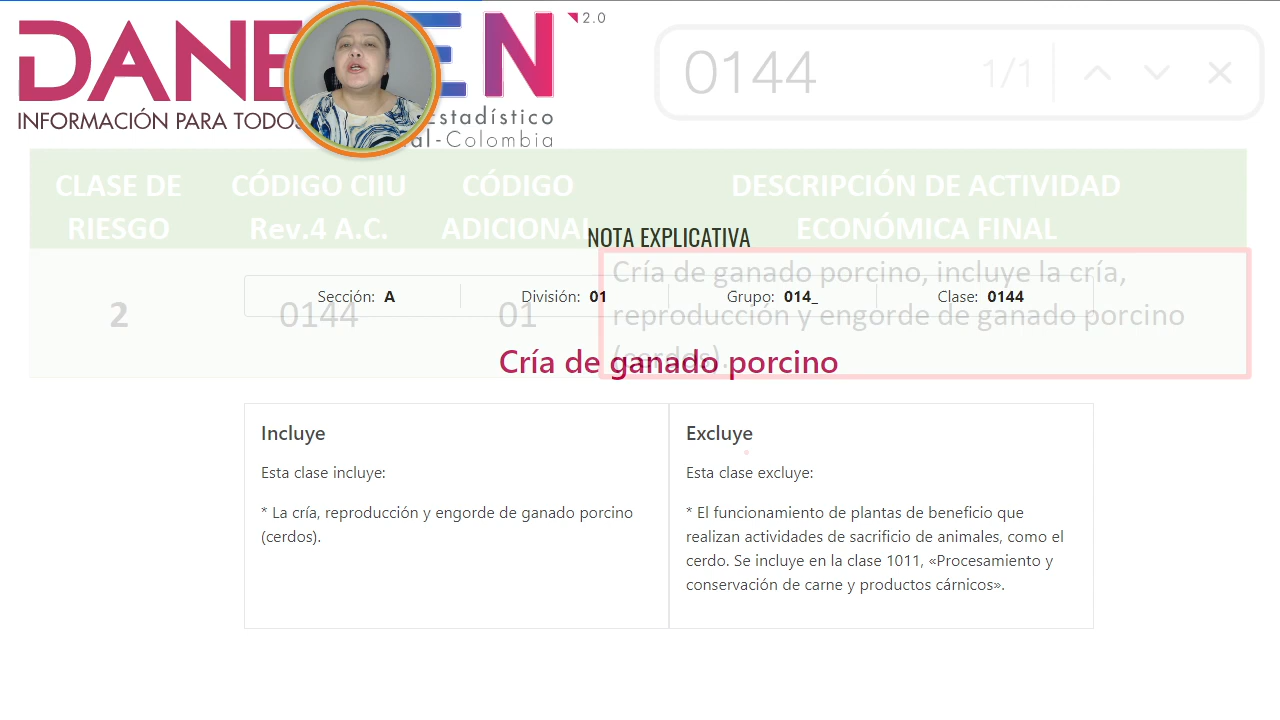 DANE
EN
2.0
INFORMACIÓN PARA TODOS
Estadístico
al-Colombia
0144
1/1
CLASE DE RIESGO
CÓDIGO CIIU Rev.4 A.C.
CÓDIGO ADICIONAL
DESCRIPCIÓN DE ACTIVIDAD ECONÓMICA FINAL
2
0144
01
Cría de ganado porcino, incluye la cría,
reproducción y engorde de ganado porcino
(cerdos).
NOTA EXPLICATIVA
Sección: A
División: 01
Grupo: 014_
Clase: 0144
Cría de ganado porcino
Incluye
Esta clase incluye:
* La cría, reproducción y engorde de ganado porcino
(cerdos).
Excluye
Esta clase excluye:
* El funcionamiento de plantas de beneficio que
realizan actividades de sacrificio de animales, como el
cerdo. Se incluye en la clase 1011, «Procesamiento y
conservación de carne y productos cárnicos».